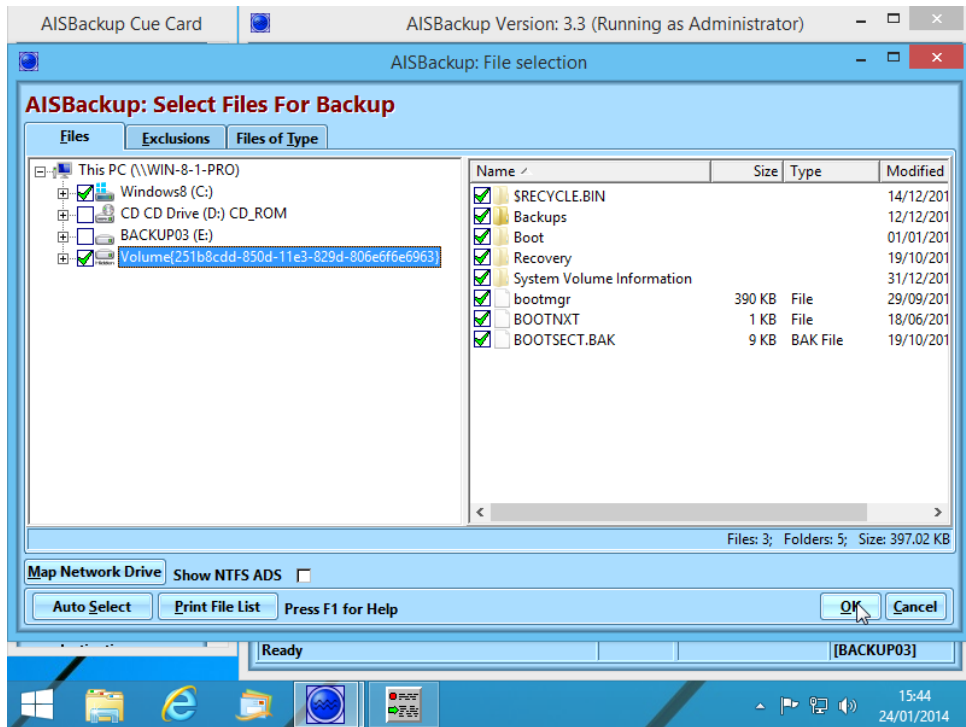 AISBackup Cue Card
AISBackup Version: 3.3 (Running as Administrator)
AISBackup: File selection
AISBackup: Select Files For Backup
Files Exclusions Files of Type
This PC (\\WIN-8-1-PRO)
Windows8 (C:)
CD CD Drive (D:) CD_ROM
BACKUP03 (E:)
Volume{251b8cdd-850d-11e3-829d-806e6f6e6963}
Name Size Type Modified
$RECYCLE.BIN 14/12/201
Backups 12/12/201
Boot 01/01/201
Recovery 19/10/201
System Volume Information 31/12/201
bootmgr 390 KB File 29/09/201
BOOTNXT 1 KB File 18/06/201
BOOTSECT.BAK 9 KB BAK File 19/10/201
Files: 3; Folders: 5; Size: 397.02 KB
Map Network Drive Show NTFS ADS
Auto Select Print File List Press F1 for Help OK Cancel
Ready [BACKUP03]
15:44
24/01/2014